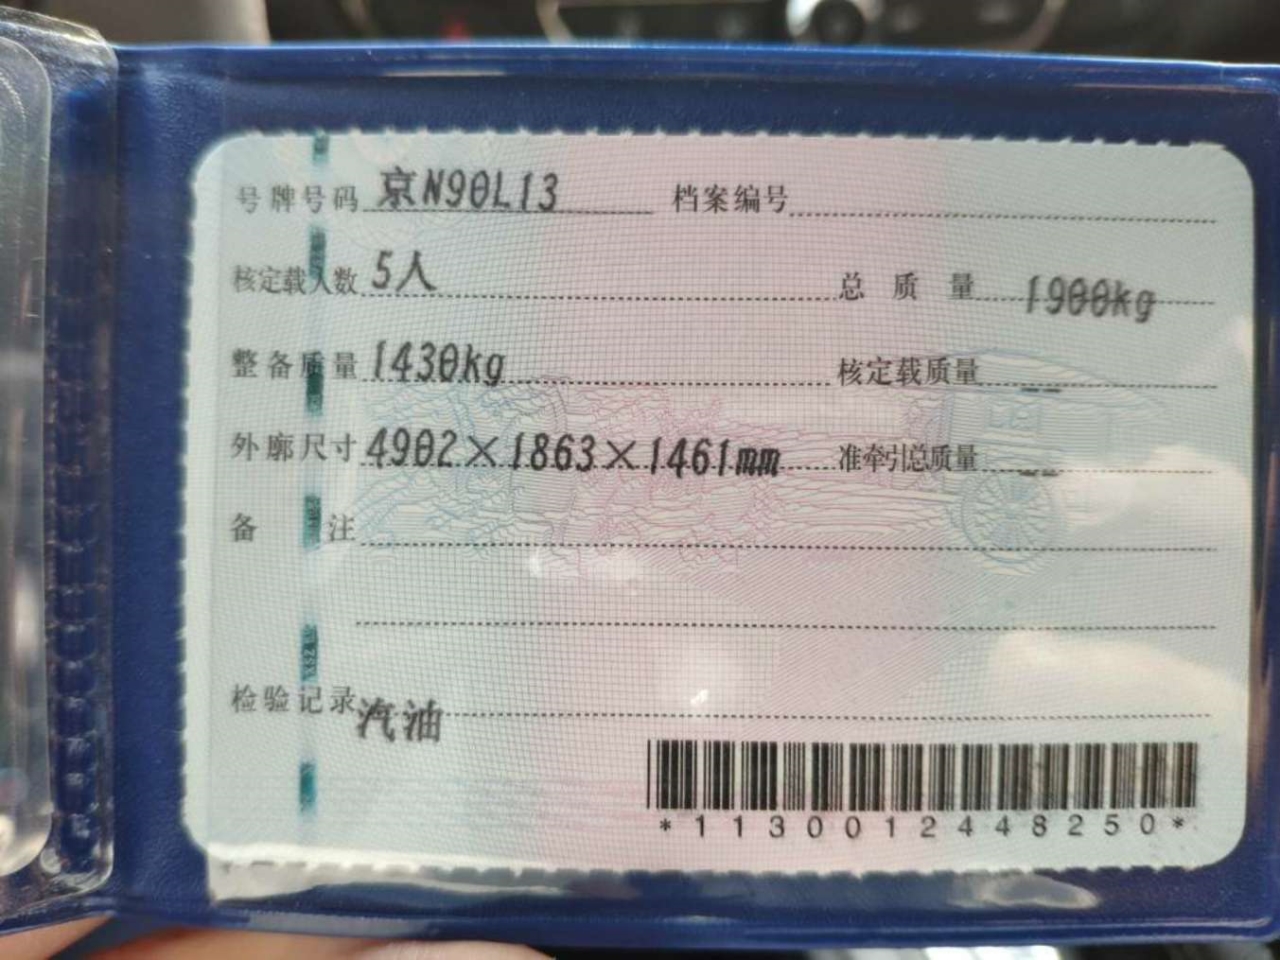 号牌号码 京N90L13 档案编号
核定载人数 5人 总质量 1900kg
整备质量 1430kg 核定载质量 --
外廓尺寸 4902×1863×1461mm 准牵引总质量 --
备注
检验记录 汽油
*1130012448250*